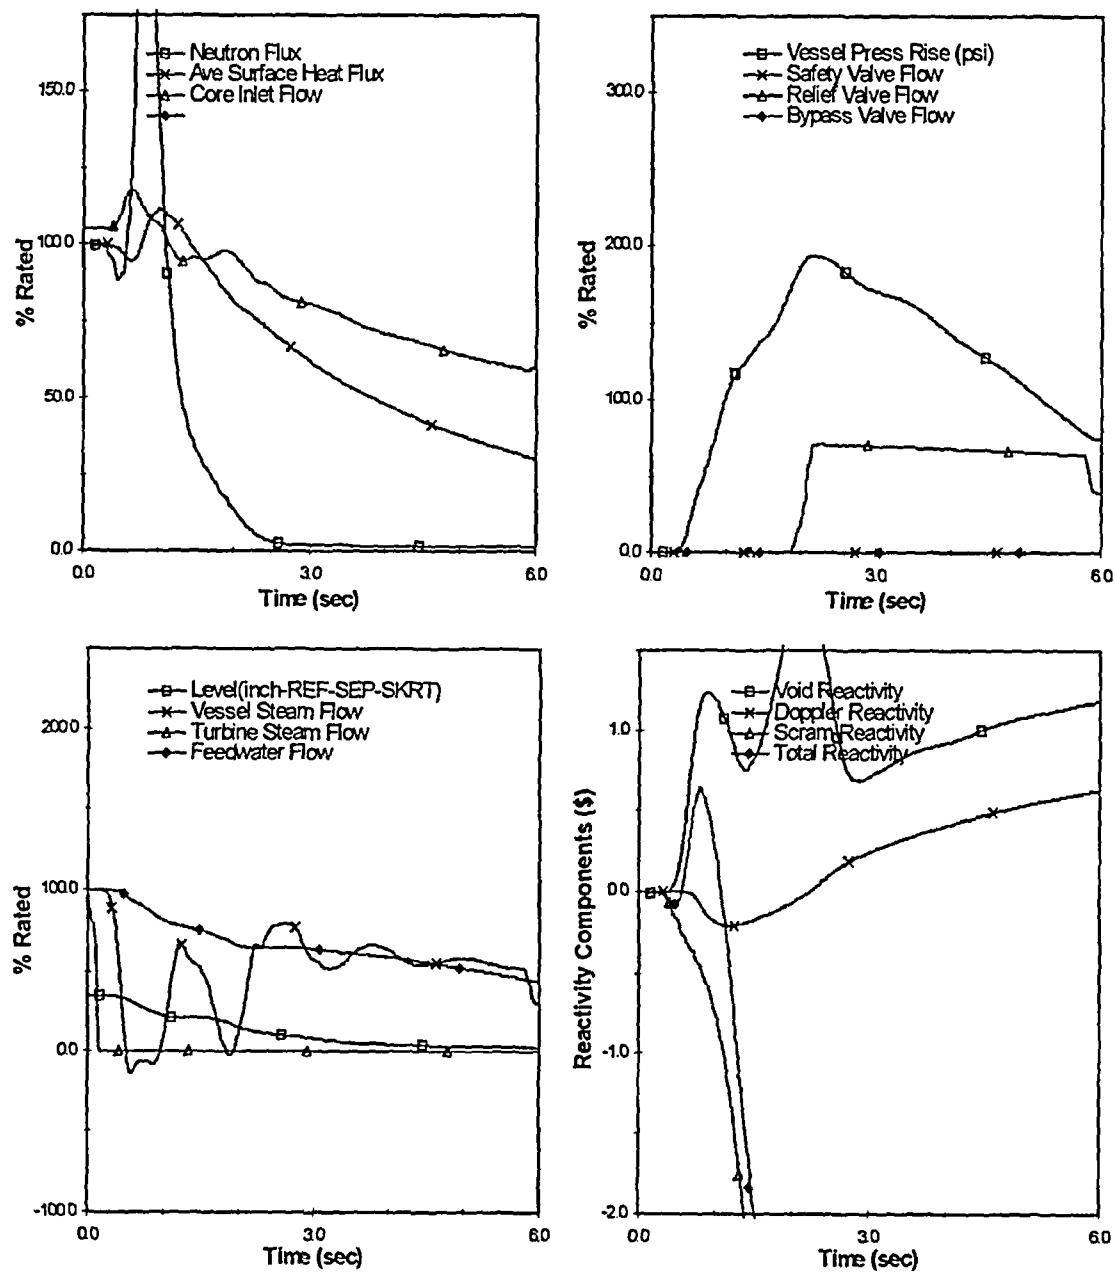 Neutron Flux
Ave Surface Heat Flux
Core Inlet Flow
150.0
100.0
50.0
0.0
% Rated
0.0 3.0 6.0
Time (sec)
Vessel Press Rise (psi)
Safety Valve Flow
Relief Valve Flow
Bypass Valve Flow
300.0
200.0
100.0
0.0
% Rated
0.0 3.0 6.0
Time (sec)
Level(inch-REF-SEP-SKRT)
Vessel Steam Flow
Turbine Steam Flow
Feedwater Flow
200.0
100.0
0.0
-100.0
% Rated
0.0 3.0 6.0
Time (sec)
Void Reactivity
Doppler Reactivity
Scram Reactivity
Total Reactivity
1.0
0.0
-1.0
-2.0
Reactivity Components ($)
0.0 3.0 6.0
Time (sec)